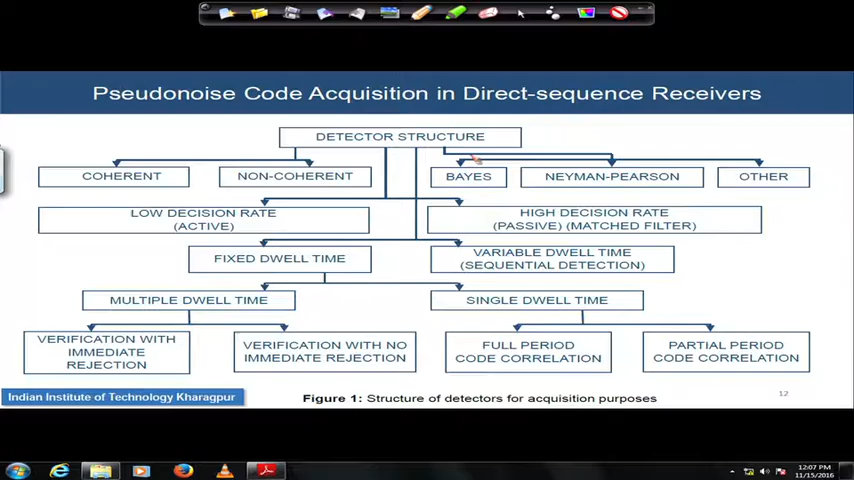 Pseudonoise Code Acquisition in Direct-sequence Receivers
DETECTOR STRUCTURE
COHERENT
NON-COHERENT
BAYES
NEYMAN-PEARSON
OTHER
LOW DECISION RATE
(ACTIVE)
HIGH DECISION RATE
(PASSIVE) (MATCHED FILTER)
FIXED DWELL TIME
VARIABLE DWELL TIME
(SEQUENTIAL DETECTION)
MULTIPLE DWELL TIME
SINGLE DWELL TIME
VERIFICATION WITH
IMMEDIATE
REJECTION
VERIFICATION WITH NO
IMMEDIATE REJECTION
FULL PERIOD
CODE CORRELATION
PARTIAL PERIOD
CODE CORRELATION
Indian Institute of Technology Kharagpur
Figure 1: Structure of detectors for acquisition purposes
12
12:07 PM
11/15/2016